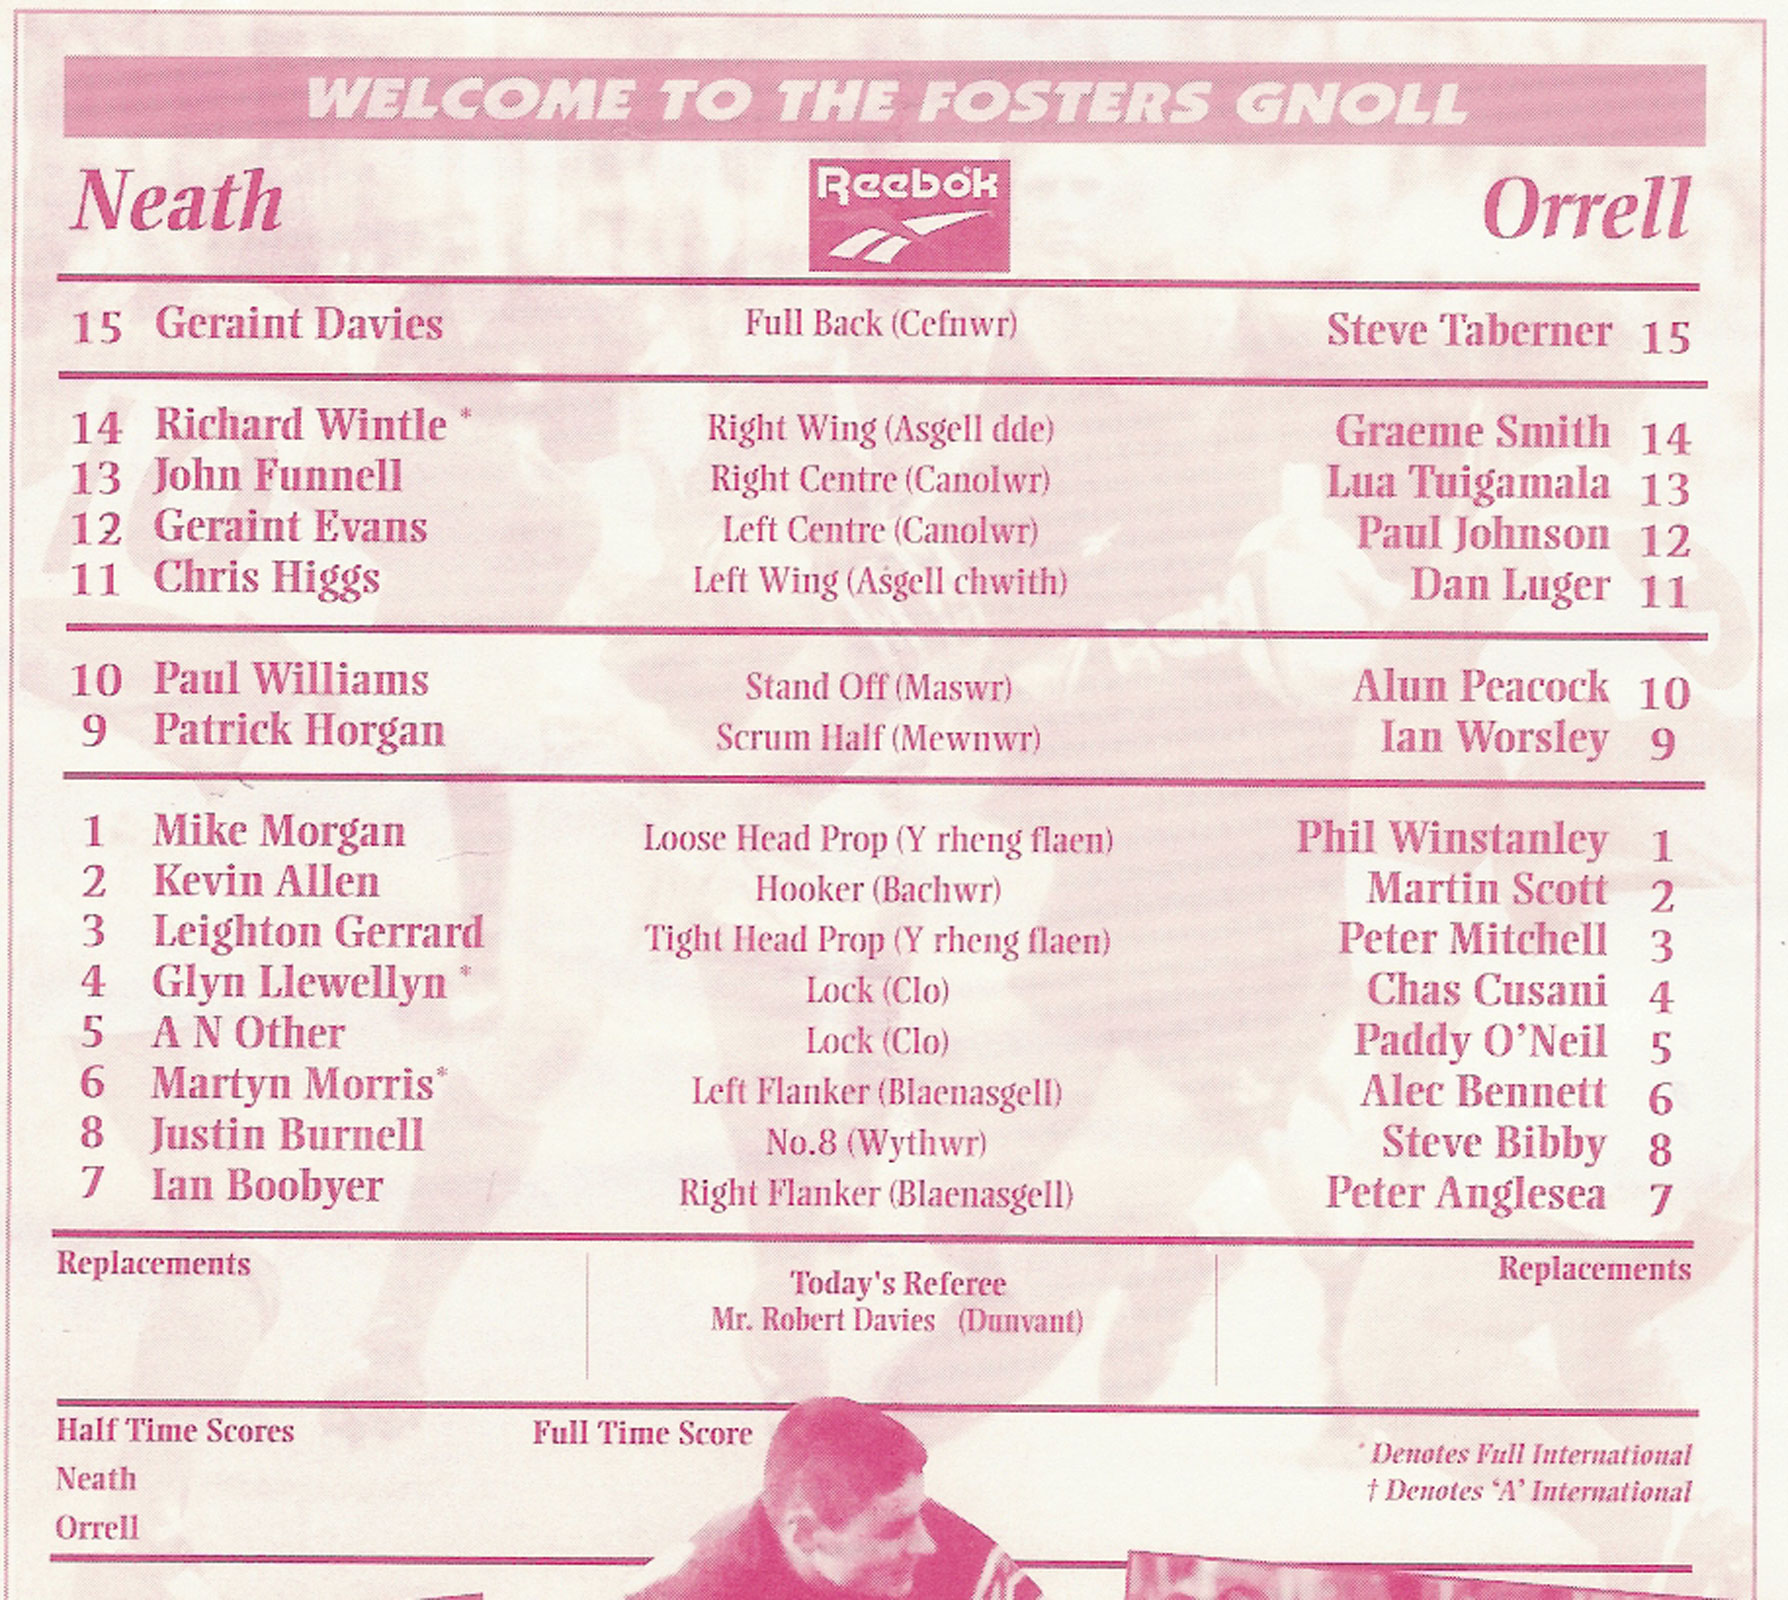 WELCOME TO THE FOSTERS GNOLL
Neath Reebok Orrell
15 Geraint Davies Full Back (Cefnwr) Steve Taberner 15
14 Richard Wintle * Right Wing (Asgell dde) Graeme Smith 14
13 John Funnell Right Centre (Canolwr) Lua Tuigamala 13
12 Geraint Evans Left Centre (Canolwr) Paul Johnson 12
11 Chris Higgs Left Wing (Asgell chwith) Dan Luger 11
10 Paul Williams Stand Off (Maswr) Alun Peacock 10
9 Patrick Horgan Scrum Half (Mewnwr) Ian Worsley 9
1 Mike Morgan Loose Head Prop (Y rheng flaen) Phil Winstanley 1
2 Kevin Allen Hooker (Bachwr) Martin Scott 2
3 Leighton Gerrard Tight Head Prop (Y rheng flaen) Peter Mitchell 3
4 Glyn Llewellyn * Lock (Clo) Chas Cusani 4
5 A N Other Lock (Clo) Paddy O'Neil 5
6 Martyn Morris* Left Flanker (Blaenasgell) Alec Bennett 6
8 Justin Burnell No.8 (Wythwr) Steve Bibby 8
7 Ian Boobyer Right Flanker (Blaenasgell) Peter Anglesea 7
Replacements Today's Referee Replacements
Mr. Robert Davies (Dunvant)
Half Time Scores Full Time Score
* Denotes Full International
Neath
† Denotes 'A' International
Orrell